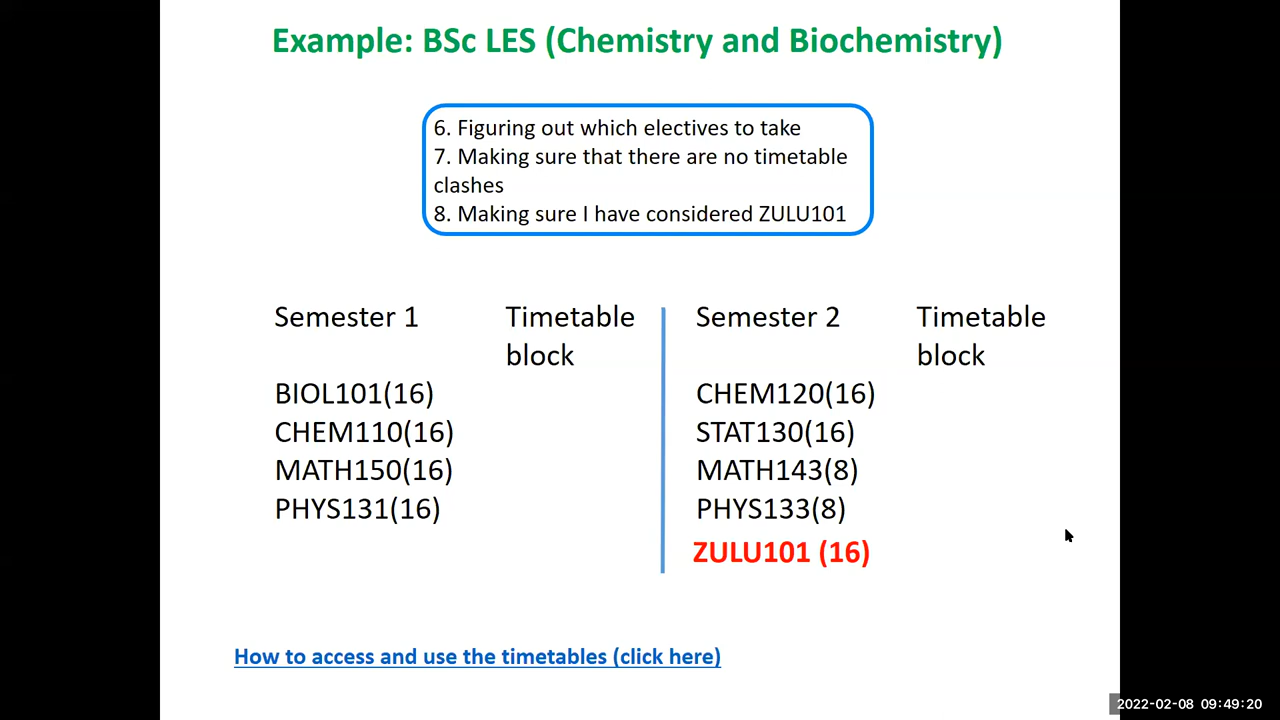 Example: BSc LES (Chemistry and Biochemistry)
6. Figuring out which electives to take
7. Making sure that there are no timetable
clashes
8. Making sure I have considered ZULU101
Semester 1
Timetable
block
BIOL101(16)
CHEM110(16)
MATH150(16)
PHYS131(16)
Semester 2
Timetable
block
CHEM120(16)
STAT130(16)
MATH143(8)
PHYS133(8)
ZULU101 (16)
How to access and use the timetables (click here)
2022-02-08 09:49:20